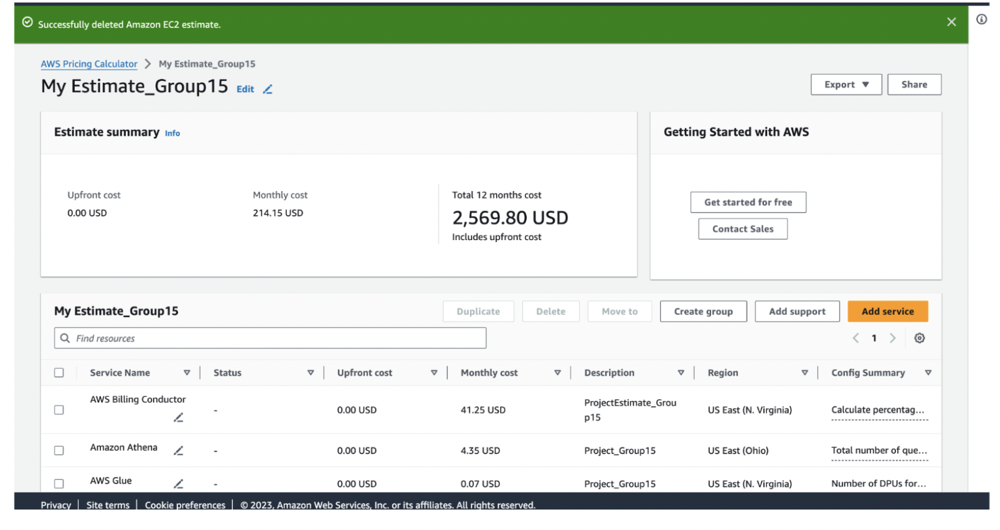 Successfully deleted Amazon EC2 estimate.
AWS Pricing Calculator > My Estimate_Group15
My Estimate_Group15 Edit
Export ▼ Share
Estimate summary Info
Getting Started with AWS
Upfront cost
0.00 USD
Monthly cost
214.15 USD
Total 12 months cost
2,569.80 USD
Includes upfront cost
Get started for free
Contact Sales
My Estimate_Group15
Duplicate Delete Move to Create group Add support Add service
Find resources
1
Service Name Status Upfront cost Monthly cost Description Region Config Summary
AWS Billing Conductor - 0.00 USD 41.25 USD ProjectEstimate_Grou
p15 US East (N. Virginia) Calculate percentag...
Amazon Athena - 0.00 USD 4.35 USD Project_Group15 US East (Ohio) Total number of que...
AWS Glue - 0.00 USD 0.07 USD Project_Group15 US East (N. Virginia) Number of DPUs for...
Privacy | Site terms | Cookie preferences | © 2023, Amazon Web Services, Inc. or its affiliates. All rights reserved.